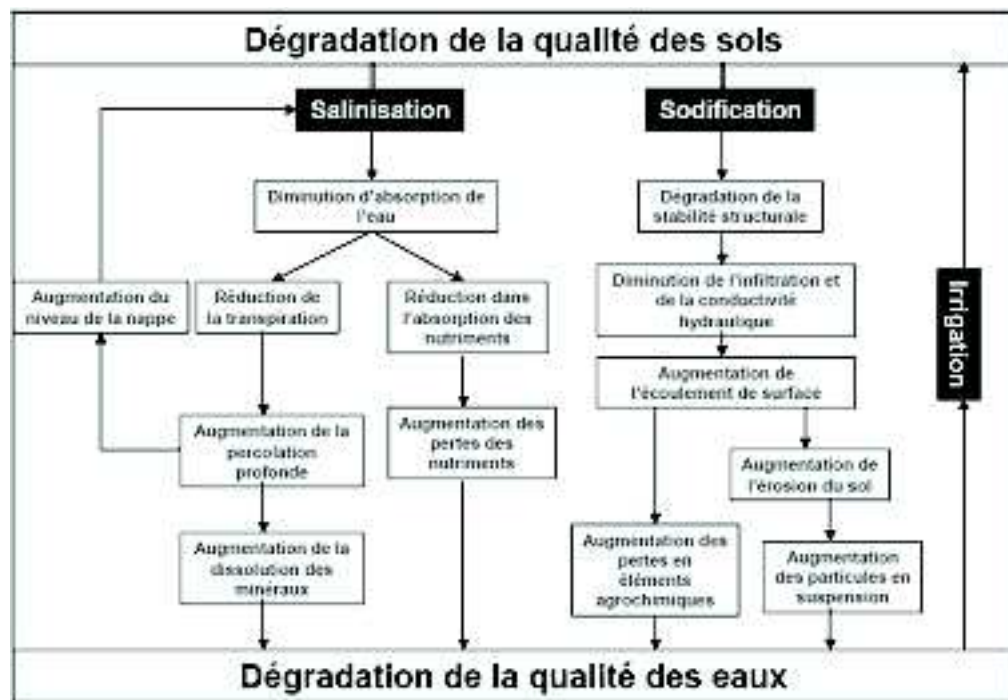 Dégradation de la qualité des sols
Salinisation
Sodification
Diminution d'absorption de
l'eau
Dégradation de la
stabilité structurale
Augmentation du
niveau de la nappe
Réduction de
la transpiration
Réduction dans
l'absorption des
nutriments
Diminution de l'infiltration et
de la conductivité
hydraulique
Irrigation
Augmentation de
l'écoulement de surface
Augmentation de la
percolation
profonde
Augmentation des
pertes des
nutriments
Augmentation de
l'érosion du sol
Augmentation de la
dissolution des
minéraux
Augmentation des
pertes en
éléments
agrochimiques
Augmentation
des particules en
suspension
Dégradation de la qualité des eaux